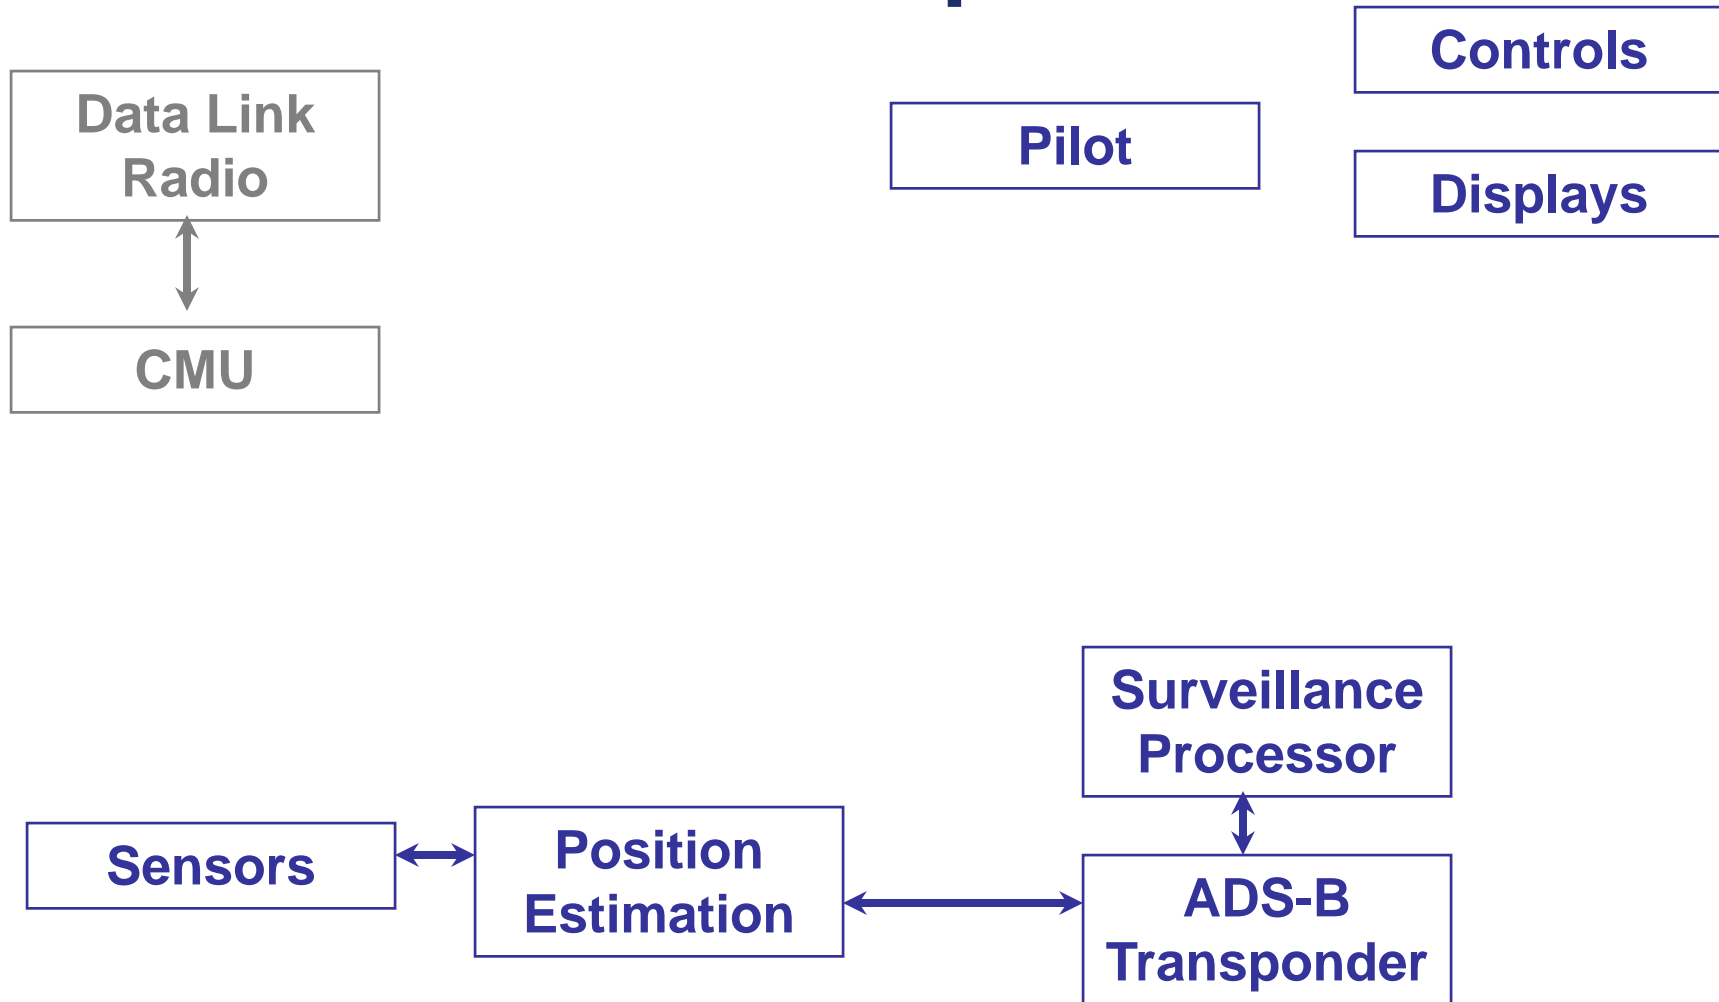 Controls
Data Link
Radio
Pilot
Displays
CMU
Surveillance
Processor
Sensors
Position
Estimation
ADS-B
Transponder